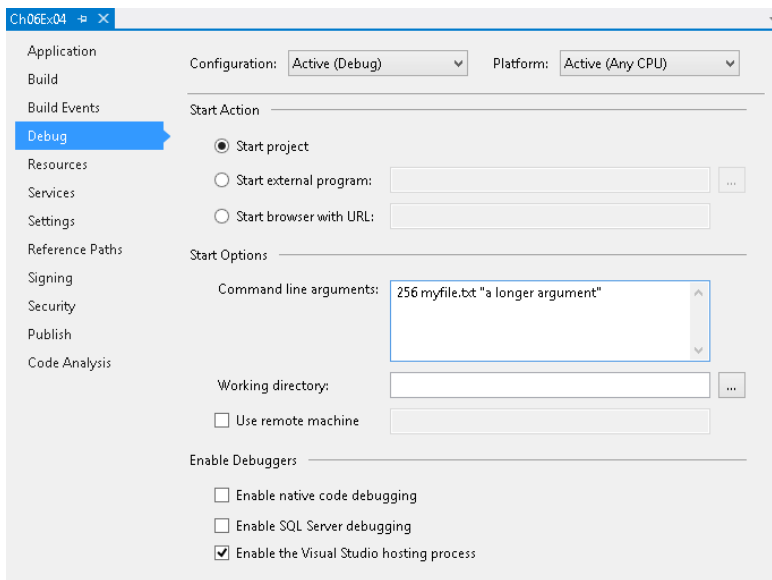 Ch06Ex04
Application
Build
Build Events
Debug
Resources
Services
Settings
Reference Paths
Signing
Security
Publish
Code Analysis
Configuration: Active (Debug) Platform: Active (Any CPU)
Start Action
Start project
Start external program: ...
Start browser with URL:
Start Options
Command line arguments: 256 myfile.txt "a longer argument"
Working directory: ...
Use remote machine
Enable Debuggers
Enable native code debugging
Enable SQL Server debugging
Enable the Visual Studio hosting process